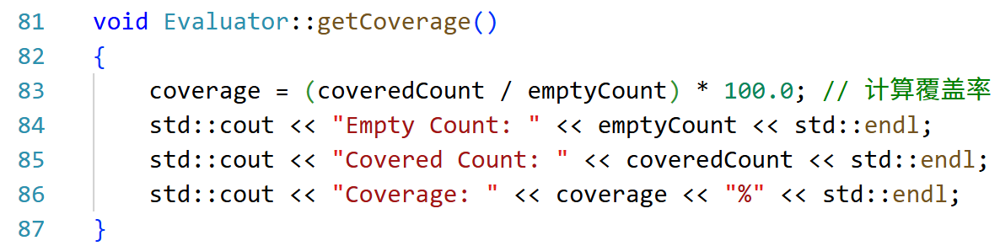 81 void Evaluator::getCoverage()
82 {
83     coverage = (coveredCount / emptyCount) * 100.0; // 计算覆盖率
84     std::cout << "Empty Count: " << emptyCount << std::endl;
85     std::cout << "Covered Count: " << coveredCount << std::endl;
86     std::cout << "Coverage: " << coverage << "%" << std::endl;
87 }